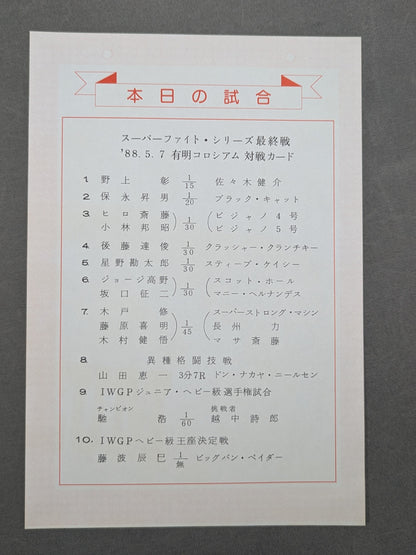 本日の試合
スーパーファイト・シリーズ最終戦
'88.5.7 有明コロシアム 対戦カード
1. 野上 彰 1/15 佐々木健介
2. 保永昇男 1/20 ブラック・キャット
3. ヒロ斎藤 小林邦昭 1/30 ビジャノ4号 ビジャノ5号
4. 後藤達俊 1/30 クラッシャー・クランチキー
5. 星野勘太郎 1/30 スティーブ・ケイシー
6. ジョージ高野 坂口征二 1/30 スコット・ホール マニー・ヘルナンデス
7. 木戸 修 藤原喜明 木村健悟 1/45 スーパーストロング・マシン 長州 力 マサ斎藤
8. 異種格闘技戦
山田恵一 3分7R ドン・ナカヤ・ニールセン
9. IWGPジュニア・ヘビー級選手権試合
チャンピオン 挑戦者
馳 浩 1/60 越中詩郎
10. IWGPヘビー級王座決定戦
藤波辰巳 1/無 ビッグバン・ベイダー